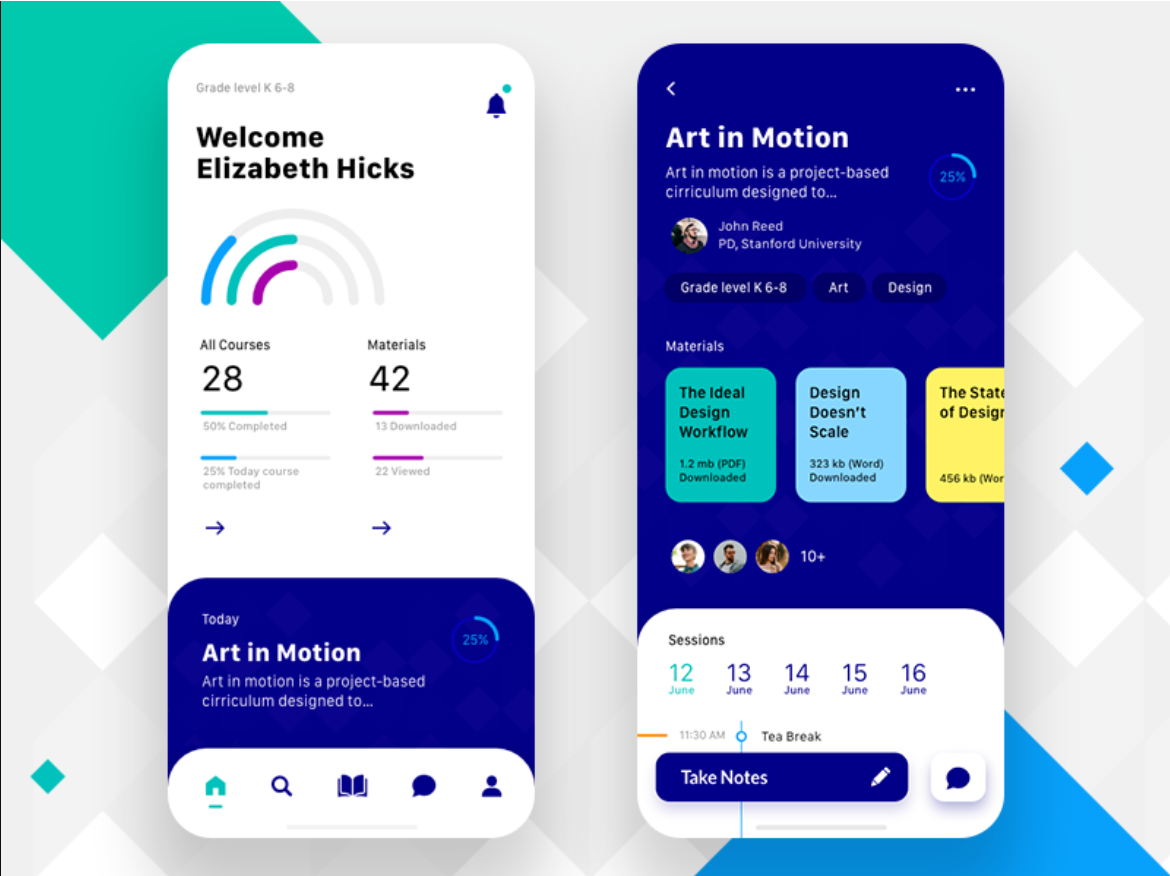 Grade level K 6-8
Welcome
Elizabeth Hicks
All Courses
28
50% Completed
25% Today course
completed
Materials
42
13 Downloaded
22 Viewed
Today
Art in Motion
25%
Art in motion is a project-based
cirriculum designed to...
Art in Motion
Art in motion is a project-based
cirriculum designed to...
25%
John Reed
PD, Stanford University
Grade level K 6-8
Art
Design
Materials
The Ideal
Design
Workflow
1.2 mb (PDF)
Downloaded
Design
Doesn't
Scale
323 kb (Word)
Downloaded
The State
of Design
456 kb (Wor
10+
Sessions
12 13 14 15 16
June June June June June
11:30 AM Tea Break
Take Notes